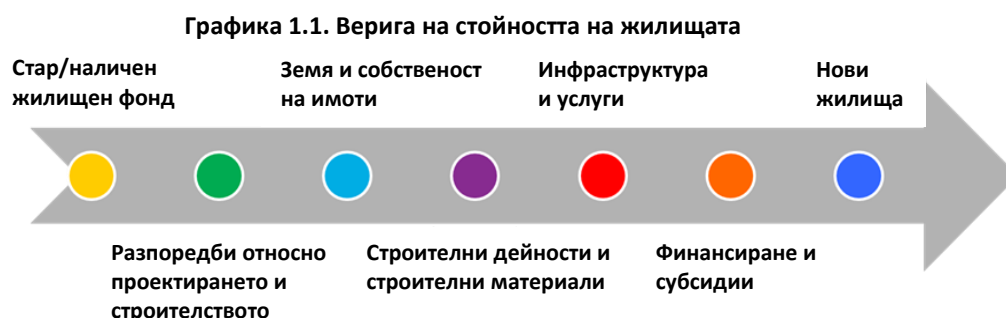 Графика 1.1. Верига на стойността на жилищата
Стар/наличен
жилищен фонд
Земя и собственост
на имоти
Инфраструктура
и услуги
Нови
жилища
Разпоредби относно
проектирането и
строителството
Строителни дейности и
строителни материали
Финансиране и
субсидии